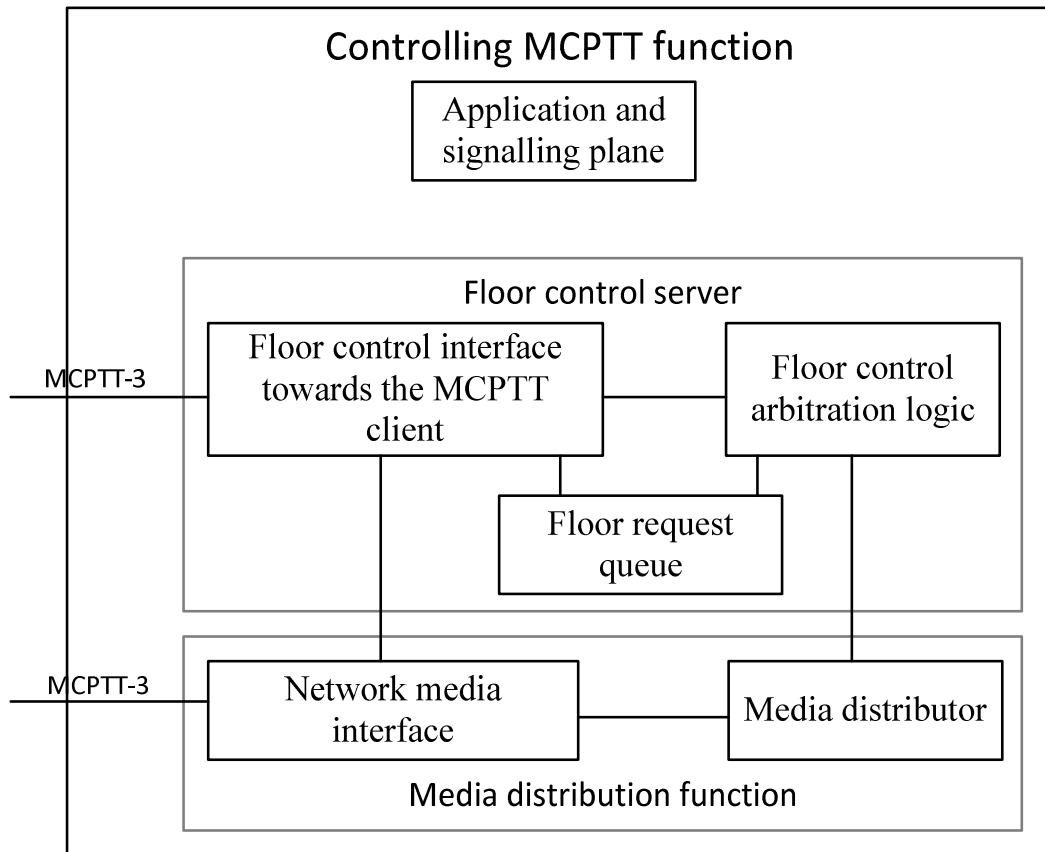 Controlling MCPTT function
Application and
signalling plane
Floor control server
MCPTT-3
Floor control interface
towards the MCPTT
client
Floor control
arbitration logic
Floor request
queue
MCPTT-3
Network media
interface
Media distributor
Media distribution function